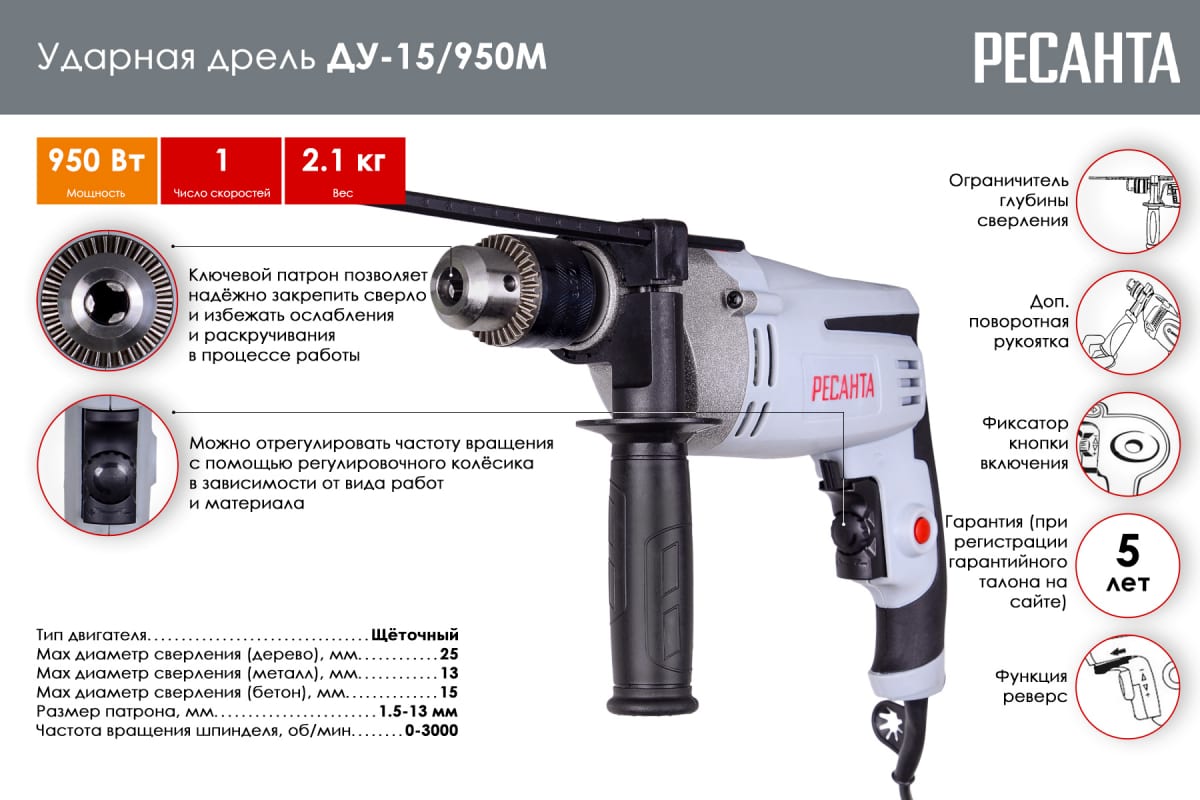 Ударная дрель ДУ-15/950М
РЕСАНТА
950 Вт
Мощность
1
Число скоростей
2.1 кг
Вес
Ключевой патрон позволяет
надёжно закрепить сверло
и избежать ослабления
и раскручивания
в процессе работы
Можно отрегулировать частоту вращения
с помощью регулировочного колёсика
в зависимости от вида работ
и материала
РЕСАНТА
Ограничитель
глубины
сверления
Доп.
поворотная
рукоятка
Фиксатор
кнопки
включения
Гарантия (при
регистрации
гарантийного
талона на
сайте)
5
лет
Функция
реверс
Тип двигателя................................. Щёточный
Max диаметр сверления (дерево), мм............ 25
Max диаметр сверления (металл), мм............ 13
Max диаметр сверления (бетон), мм.............. 15
Размер патрона, мм........................ 1.5-13 мм
Частота вращения шпинделя, об/мин........ 0-3000